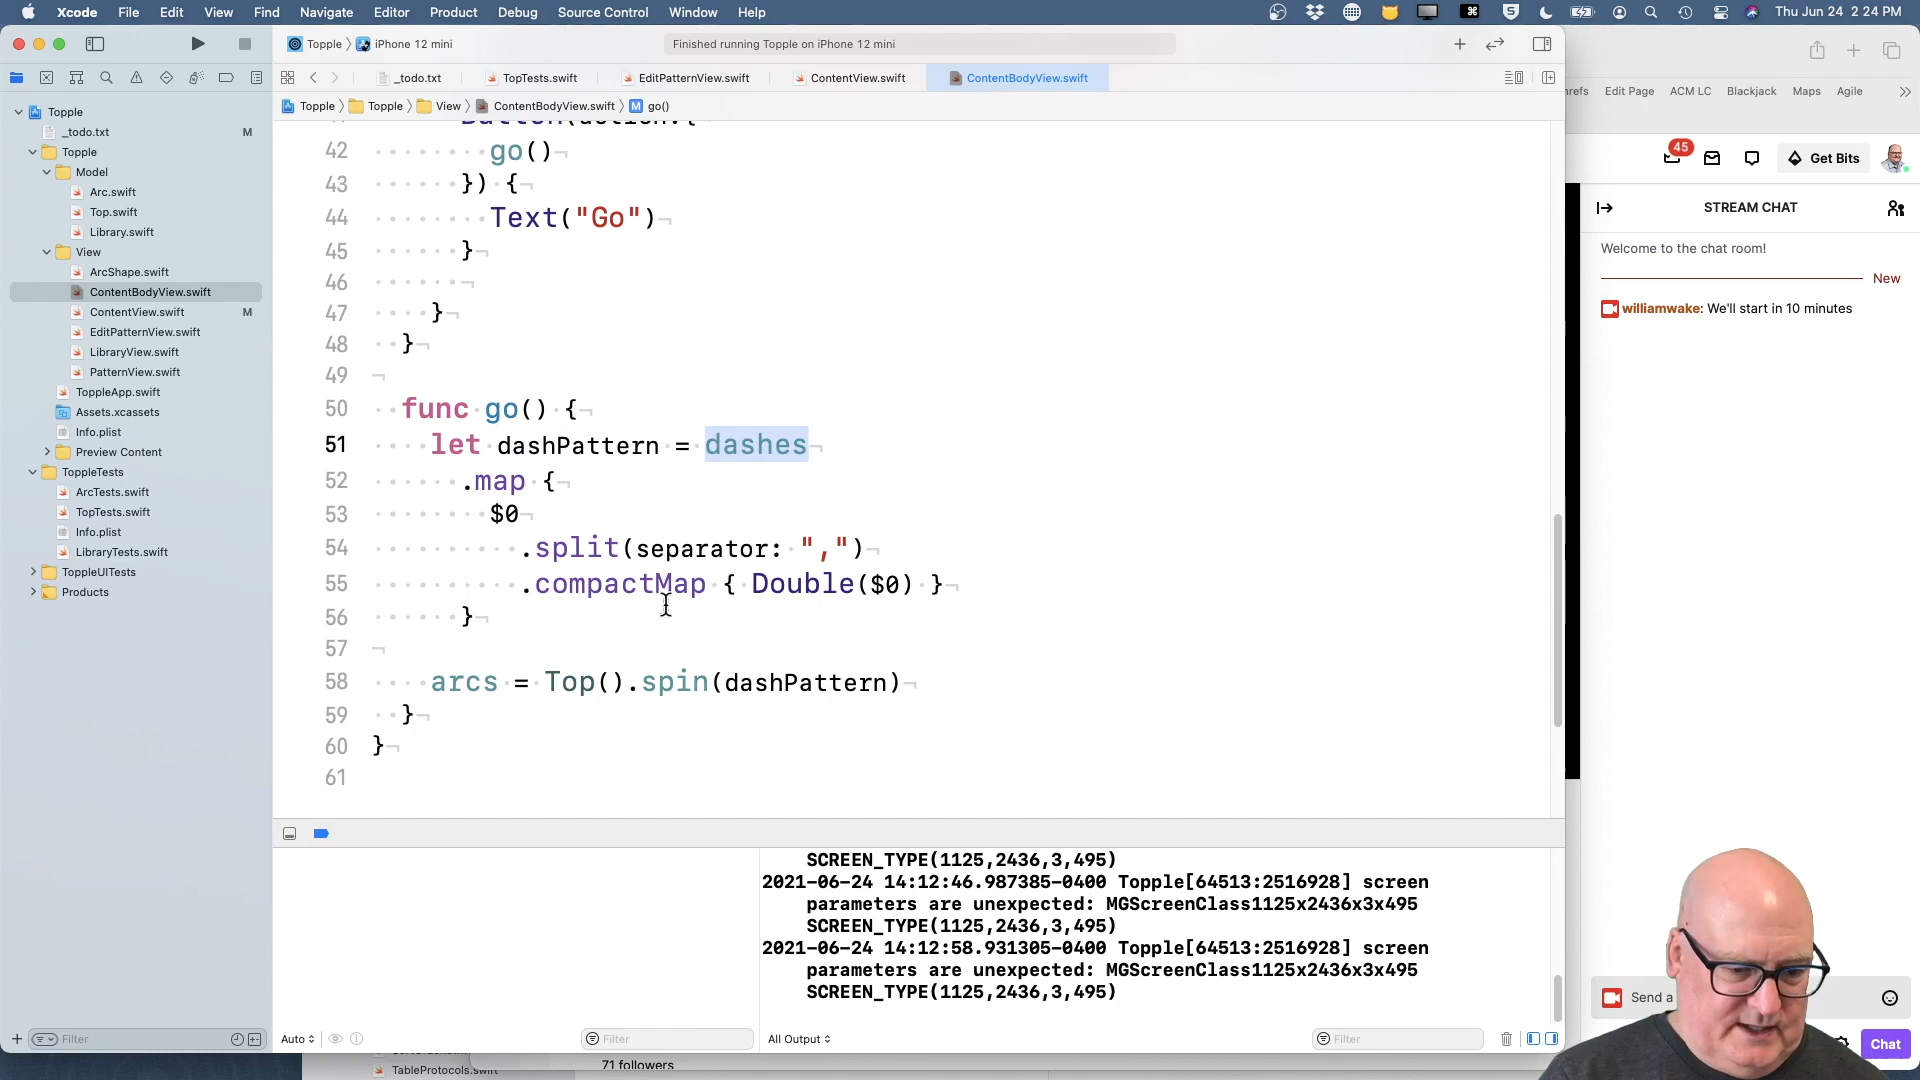 Xcode File Edit View Find Navigate Editor Product Debug Source Control Window Help
Thu Jun 24 2:24 PM
Topple
iPhone 12 mini
Finished running Topple on iPhone 12 mini
_todo.txt
TopTests.swift
EditPatternView.swift
ContentView.swift
ContentBodyView.swift
Topple
Topple
View
ContentBodyView.swift
M go()
Topple
_todo.txt M
Topple
Model
Arc.swift
Top.swift
Library.swift
View
ArcShape.swift
ContentBodyView.swift
ContentView.swift M
EditPatternView.swift
LibraryView.swift
PatternView.swift
ToppleApp.swift
Assets.xcassets
Info.plist
Preview Content
ToppleTests
ArcTests.swift
TopTests.swift
Info.plist
LibraryTests.swift
ToppleUITests
Products
Filter
42 go()
43 }) {
44 Text("Go")
45 }
46
47 }
48 }
49
50 func go() {
51 let dashPattern = dashes
52 .map {
53 $0
54 .split(separator: ",")
55 .compactMap { Double($0) }
56 }
57
58 arcs = Top().spin(dashPattern)
59 }
60 }
61
SCREEN_TYPE(1125,2436,3,495)
2021-06-24 14:12:46.987385-0400 Topple[64513:2516928] screen
parameters are unexpected: MGScreenClass1125x2436x3x495
SCREEN_TYPE(1125,2436,3,495)
2021-06-24 14:12:58.931305-0400 Topple[64513:2516928] screen
parameters are unexpected: MGScreenClass1125x2436x3x495
SCREEN_TYPE(1125,2436,3,495)
Auto
Filter
All Output
Filter
TableProtocols.swift
71 followers
Edit Page ACM LC Blackjack Maps Agile
45
Get Bits
STREAM CHAT
Welcome to the chat room!
New
williamwake: We'll start in 10 minutes
Send a
Chat